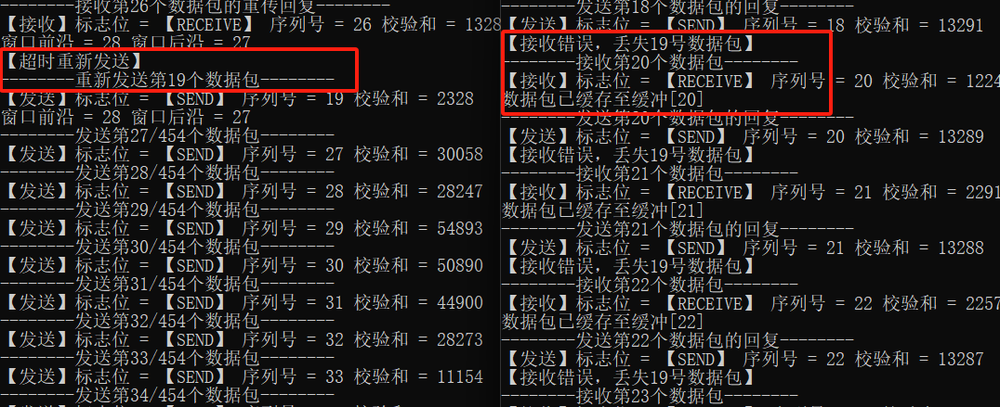 --------接收第26个数据包的重传回复--------
【接收】标志位 = 【RECEIVE】 序列号 = 26 校验和 = 1328
窗口前沿 = 28 窗口后沿 = 27
【超时重新发送】
--------重新发送第19个数据包--------
【发送】标志位 = 【SEND】 序列号 = 19 校验和 = 2328
窗口前沿 = 28 窗口后沿 = 27
--------发送第27/454个数据包--------
【发送】标志位 = 【SEND】 序列号 = 27 校验和 = 30058
--------发送第28/454个数据包--------
【发送】标志位 = 【SEND】 序列号 = 28 校验和 = 28247
--------发送第29/454个数据包--------
【发送】标志位 = 【SEND】 序列号 = 29 校验和 = 54893
--------发送第30/454个数据包--------
【发送】标志位 = 【SEND】 序列号 = 30 校验和 = 50890
--------发送第31/454个数据包--------
【发送】标志位 = 【SEND】 序列号 = 31 校验和 = 44900
--------发送第32/454个数据包--------
【发送】标志位 = 【SEND】 序列号 = 32 校验和 = 28273
--------发送第33/454个数据包--------
【发送】标志位 = 【SEND】 序列号 = 33 校验和 = 11154
--------发送第34/454个数据包--------
--------发送第18个数据包的回复--------
【发送】标志位 = 【SEND】 序列号 = 18 校验和 = 13291
【接收错误，丢失19号数据包】
--------接收第20个数据包--------
【接收】标志位 = 【RECEIVE】 序列号 = 20 校验和 = 1224
数据包已缓存至缓冲[20]
--------发送第20个数据包的回复--------
【发送】标志位 = 【SEND】 序列号 = 20 校验和 = 13289
【接收错误，丢失19号数据包】
--------接收第21个数据包--------
【接收】标志位 = 【RECEIVE】 序列号 = 21 校验和 = 2291
数据包已缓存至缓冲[21]
--------发送第21个数据包的回复--------
【发送】标志位 = 【SEND】 序列号 = 21 校验和 = 13288
【接收错误，丢失19号数据包】
--------接收第22个数据包--------
【接收】标志位 = 【RECEIVE】 序列号 = 22 校验和 = 2257
数据包已缓存至缓冲[22]
--------发送第22个数据包的回复--------
【发送】标志位 = 【SEND】 序列号 = 22 校验和 = 13287
【接收错误，丢失19号数据包】
--------接收第23个数据包--------